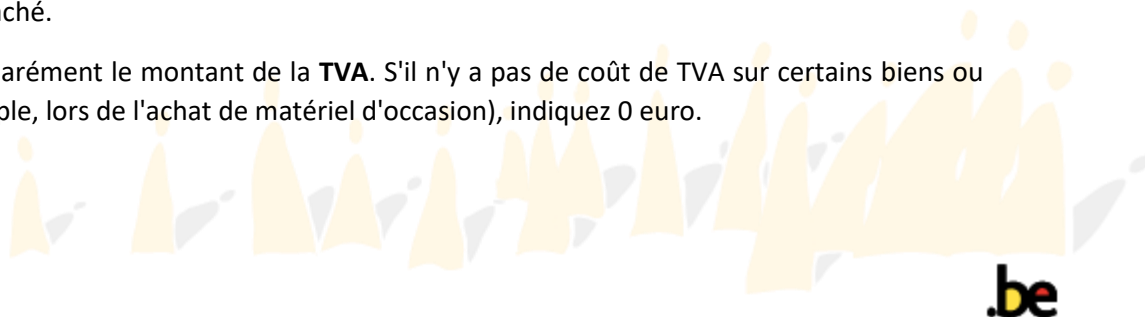 aché.
arément le montant de la TVA. S'il n'y a pas de coût de TVA sur certains biens ou
ple, lors de l'achat de matériel d'occasion), indiquez 0 euro.
.be